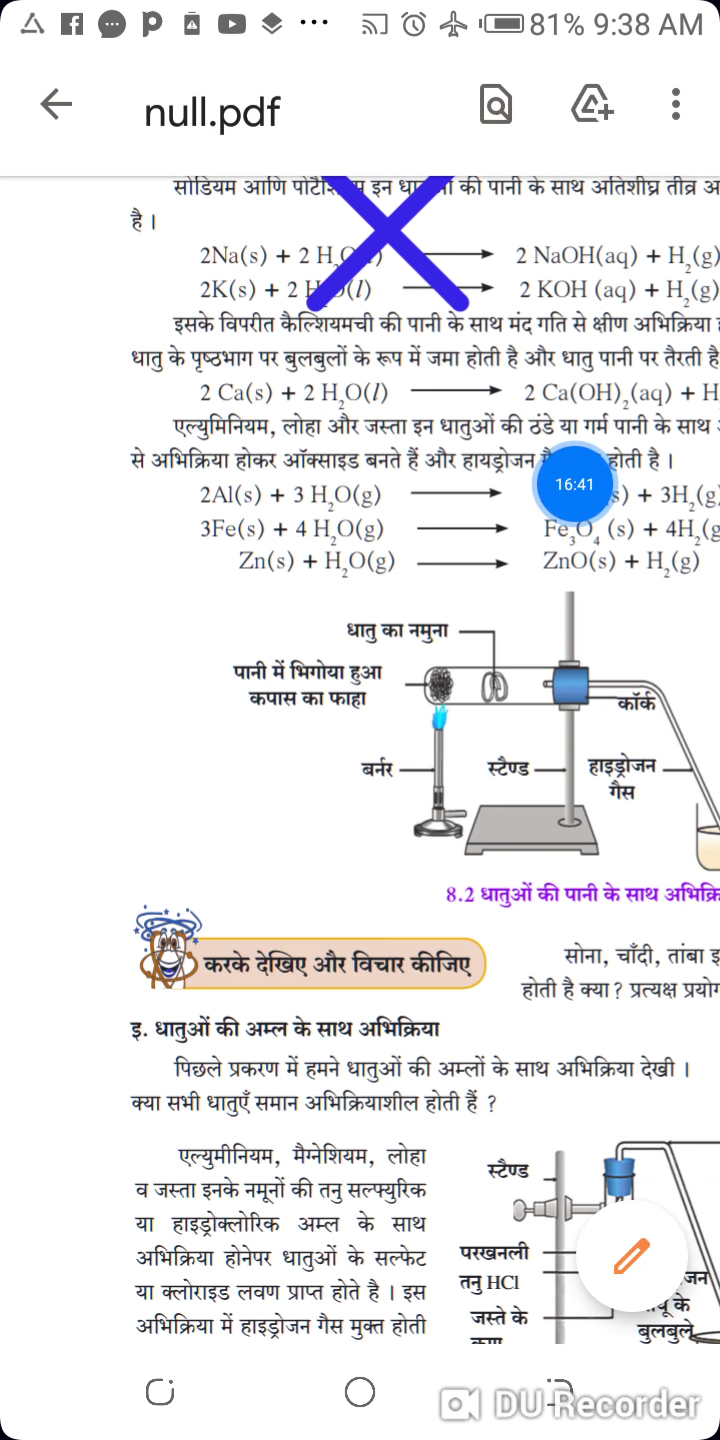 81% 9:38 AM
null.pdf
सोडियम आणि इन की पानी के साथ अतिशीघ्र तीव्र
है ।
2Na(s) + 2 → 2 NaOH(aq) + H₂(g)
2K(s) + 2 (l) → 2 KOH (aq) + H₂(g)
इसके विपरीत कैल्शियमची की पानी के साथ मंद गति से क्षीण अभिक्रिया
धातु के पृष्ठभाग पर बुलबुलों के रूप में जमा होती है और धातु पानी पर तैरती है
2 Ca(s) + 2 H₂O(l) → 2 Ca(OH)₂(aq) + H
एल्युमिनियम, लोहा और जस्ता इन धातुओं की ठंडे या गर्म पानी के साथ
से अभिक्रिया होकर ऑक्साइड बनते हैं और हायड्रोजन होती है ।
16:41
2Al(s) + 3 H₂O(g) → s) + 3H₂(g)
3Fe(s) + 4 H₂O(g) → Fe₃O₄ (s) + 4H₂(g
Zn(s) + H₂O(g) → ZnO(s) + H₂(g)
धातु का नमुना
पानी में भिगोया हुआ
कपास का फाहा
कॉर्क
बर्नर
स्टैण्ड
हाइड्रोजन
गैस
8.2 धातुओं की पानी के साथ अभिक्रि
करके देखिए और विचार कीजिए
सोना, चाँदी, तांबा
होती है क्या ? प्रत्यक्ष प्रयोग
इ. धातुओं की अम्ल के साथ अभिक्रिया
पिछले प्रकरण में हमने धातुओं की अम्लों के साथ अभिक्रिया देखी ।
क्या सभी धातुएँ समान अभिक्रियाशील होती हैं ?
एल्युमीनियम, मैग्नेशियम, लोहा
व जस्ता इनके नमूनों की तनु सल्फ्युरिक
या हाइड्रोक्लोरिक अम्ल के साथ
अभिक्रिया होनेपर धातुओं के सल्फेट
या क्लोराइड लवण प्राप्त होते है । इस
अभिक्रिया में हाइड्रोजन गैस मुक्त होती
स्टैण्ड
परखनली
तनु HCl
जस्ते के
जन
के
बुलबुले
DU Recorder